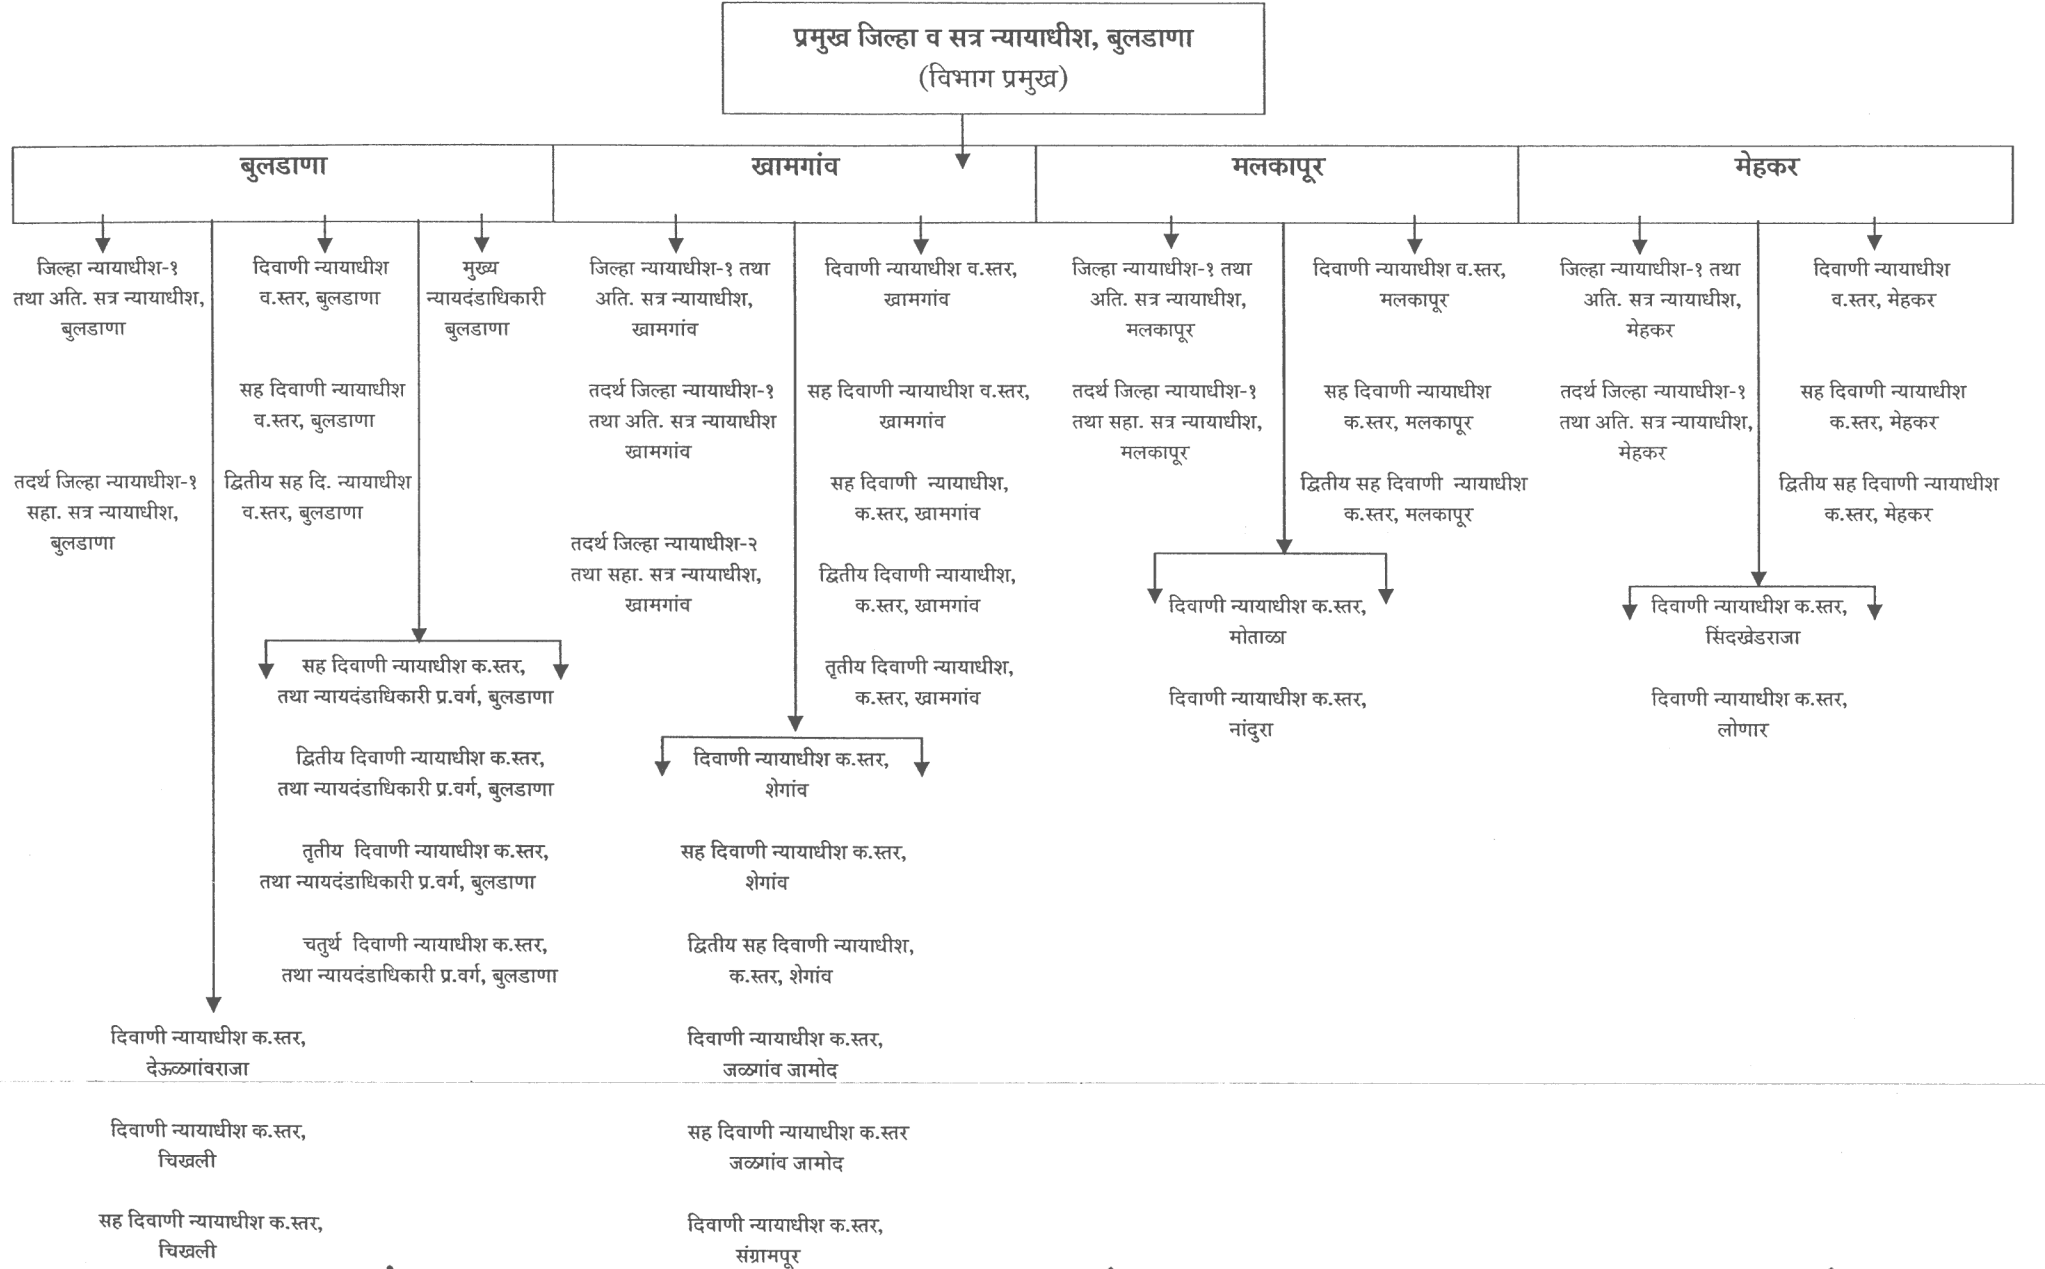 प्रमुख जिल्हा व सत्र न्यायाधीश, बुलडाणा
(विभाग प्रमुख)
बुलडाणा
खामगांव
मलकापूर
मेहकर
जिल्हा न्यायाधीश-१
तथा अति. सत्र न्यायाधीश,
बुलडाणा
तदर्थ जिल्हा न्यायाधीश-१
सहा. सत्र न्यायाधीश,
बुलडाणा
दिवाणी न्यायाधीश
व.स्तर, बुलडाणा
सह दिवाणी न्यायाधीश
व.स्तर, बुलडाणा
द्वितीय सह दि. न्यायाधीश
व.स्तर, बुलडाणा
मुख्य
न्यायदंडाधिकारी
बुलडाणा
सह दिवाणी न्यायाधीश क.स्तर,
तथा न्यायदंडाधिकारी प्र.वर्ग, बुलडाणा
द्वितीय दिवाणी न्यायाधीश क.स्तर,
तथा न्यायदंडाधिकारी प्र.वर्ग, बुलडाणा
तृतीय दिवाणी न्यायाधीश क.स्तर,
तथा न्यायदंडाधिकारी प्र.वर्ग, बुलडाणा
चतुर्थ दिवाणी न्यायाधीश क.स्तर,
तथा न्यायदंडाधिकारी प्र.वर्ग, बुलडाणा
दिवाणी न्यायाधीश क.स्तर,
देऊळगांवराजा
दिवाणी न्यायाधीश क.स्तर,
चिखली
सह दिवाणी न्यायाधीश क.स्तर,
चिखली
जिल्हा न्यायाधीश-१ तथा
अति. सत्र न्यायाधीश,
खामगांव
तदर्थ जिल्हा न्यायाधीश-१
तथा अति. सत्र न्यायाधीश
खामगांव
तदर्थ जिल्हा न्यायाधीश-२
तथा सहा. सत्र न्यायाधीश,
खामगांव
दिवाणी न्यायाधीश व.स्तर,
खामगांव
सह दिवाणी न्यायाधीश व.स्तर,
खामगांव
सह दिवाणी न्यायाधीश,
क.स्तर, खामगांव
द्वितीय दिवाणी न्यायाधीश,
क.स्तर, खामगांव
तृतीय दिवाणी न्यायाधीश,
क.स्तर, खामगांव
दिवाणी न्यायाधीश क.स्तर,
शेगांव
सह दिवाणी न्यायाधीश क.स्तर,
शेगांव
द्वितीय सह दिवाणी न्यायाधीश,
क.स्तर, शेगांव
दिवाणी न्यायाधीश क.स्तर,
जळगांव जामोद
सह दिवाणी न्यायाधीश क.स्तर
जळगांव जामोद
दिवाणी न्यायाधीश क.स्तर,
संग्रामपूर
जिल्हा न्यायाधीश-१ तथा
अति. सत्र न्यायाधीश,
मलकापूर
तदर्थ जिल्हा न्यायाधीश-१
तथा सहा. सत्र न्यायाधीश,
मलकापूर
दिवाणी न्यायाधीश व.स्तर,
मलकापूर
सह दिवाणी न्यायाधीश
क.स्तर, मलकापूर
द्वितीय सह दिवाणी न्यायाधीश
क.स्तर, मलकापूर
दिवाणी न्यायाधीश क.स्तर,
मोताळा
दिवाणी न्यायाधीश क.स्तर,
नांदुरा
जिल्हा न्यायाधीश-१ तथा
अति. सत्र न्यायाधीश,
मेहकर
तदर्थ जिल्हा न्यायाधीश-१
तथा अति. सत्र न्यायाधीश,
मेहकर
दिवाणी न्यायाधीश
व.स्तर, मेहकर
सह दिवाणी न्यायाधीश
क.स्तर, मेहकर
द्वितीय सह दिवाणी न्यायाधीश
क.स्तर, मेहकर
दिवाणी न्यायाधीश क.स्तर,
सिंदखेडराजा
दिवाणी न्यायाधीश क.स्तर,
लोणार